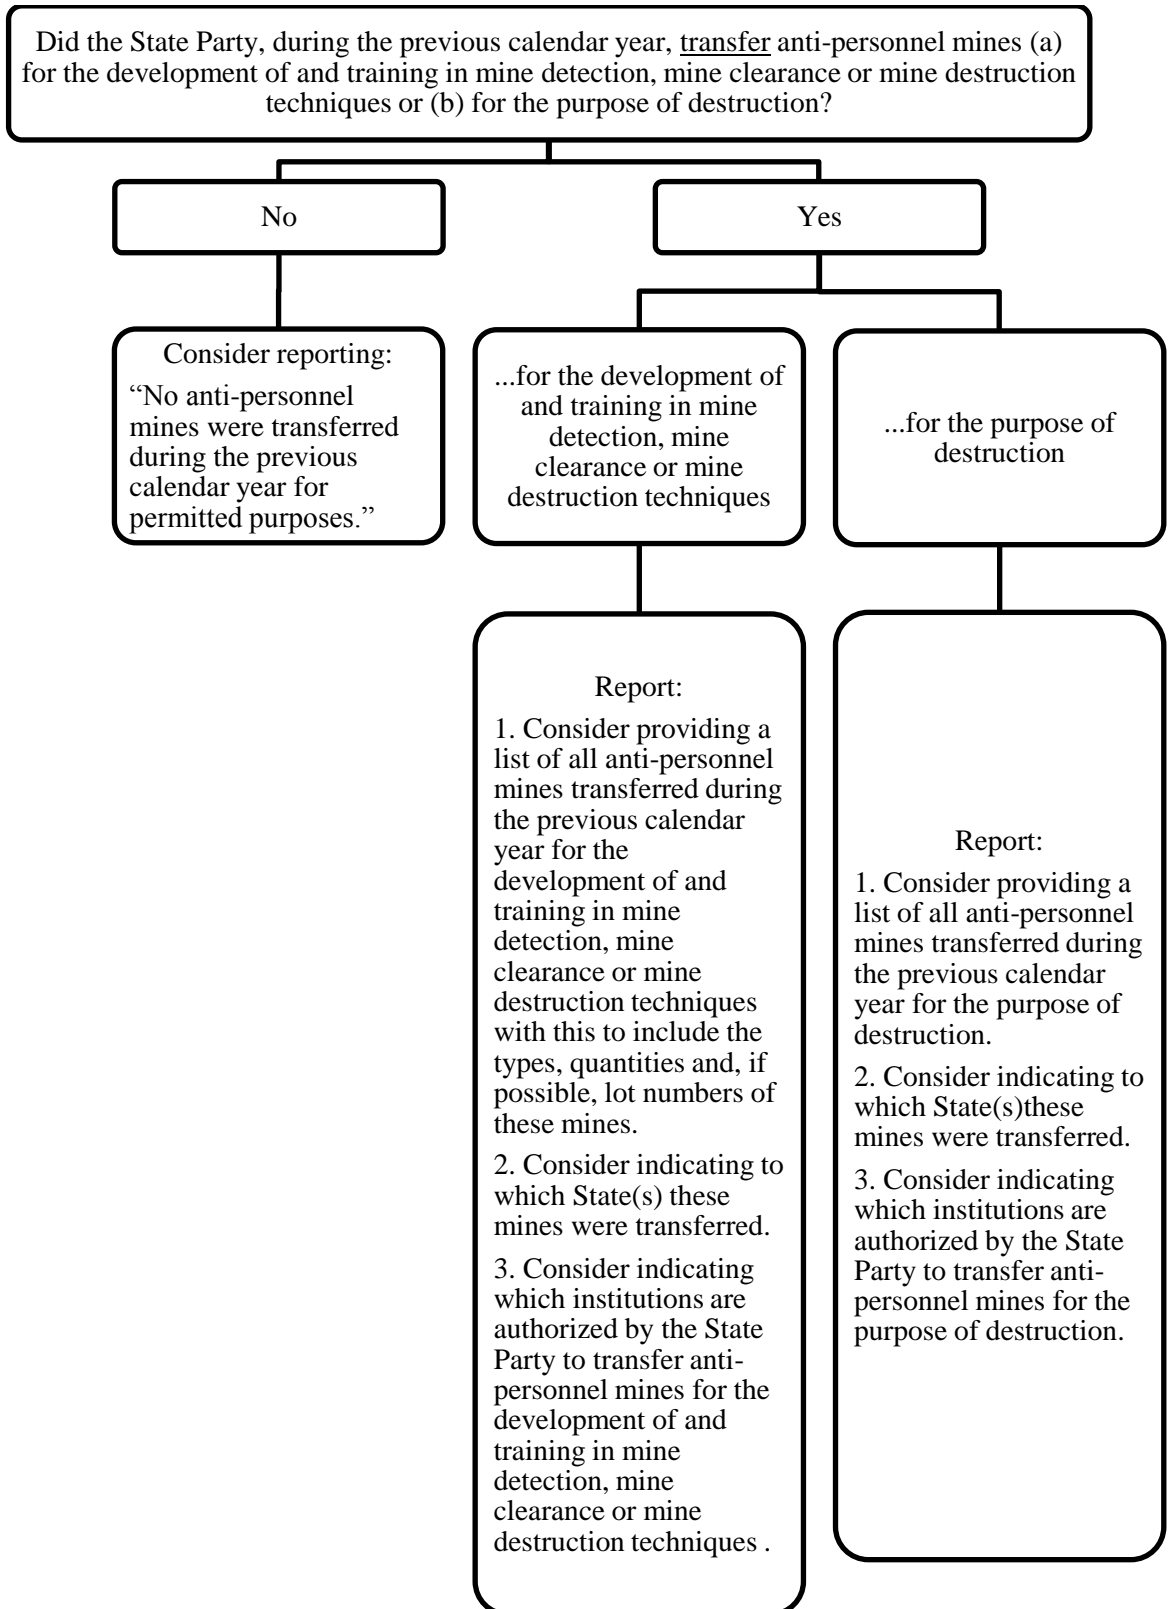 Did the State Party, during the previous calendar year, transfer anti-personnel mines (a)
for the development of and training in mine detection, mine clearance or mine destruction
techniques or (b) for the purpose of destruction?
No
Yes
Consider reporting:
“No anti-personnel
mines were transferred
during the previous
calendar year for
permitted purposes.”
...for the development of
and training in mine
detection, mine
clearance or mine
destruction techniques
...for the purpose of
destruction
Report:
1. Consider providing a
list of all anti-personnel
mines transferred during
the previous calendar
year for the
development of and
training in mine
detection, mine
clearance or mine
destruction techniques
with this to include the
types, quantities and, if
possible, lot numbers of
these mines.
2. Consider indicating to
which State(s) these
mines were transferred.
3. Consider indicating
which institutions are
authorized by the State
Party to transfer anti-
personnel mines for the
development of and
training in mine
detection, mine
clearance or mine
destruction techniques .
Report:
1. Consider providing a
list of all anti-personnel
mines transferred during
the previous calendar
year for the purpose of
destruction.
2. Consider indicating to
which State(s)these
mines were transferred.
3. Consider indicating
which institutions are
authorized by the State
Party to transfer anti-
personnel mines for the
purpose of destruction.